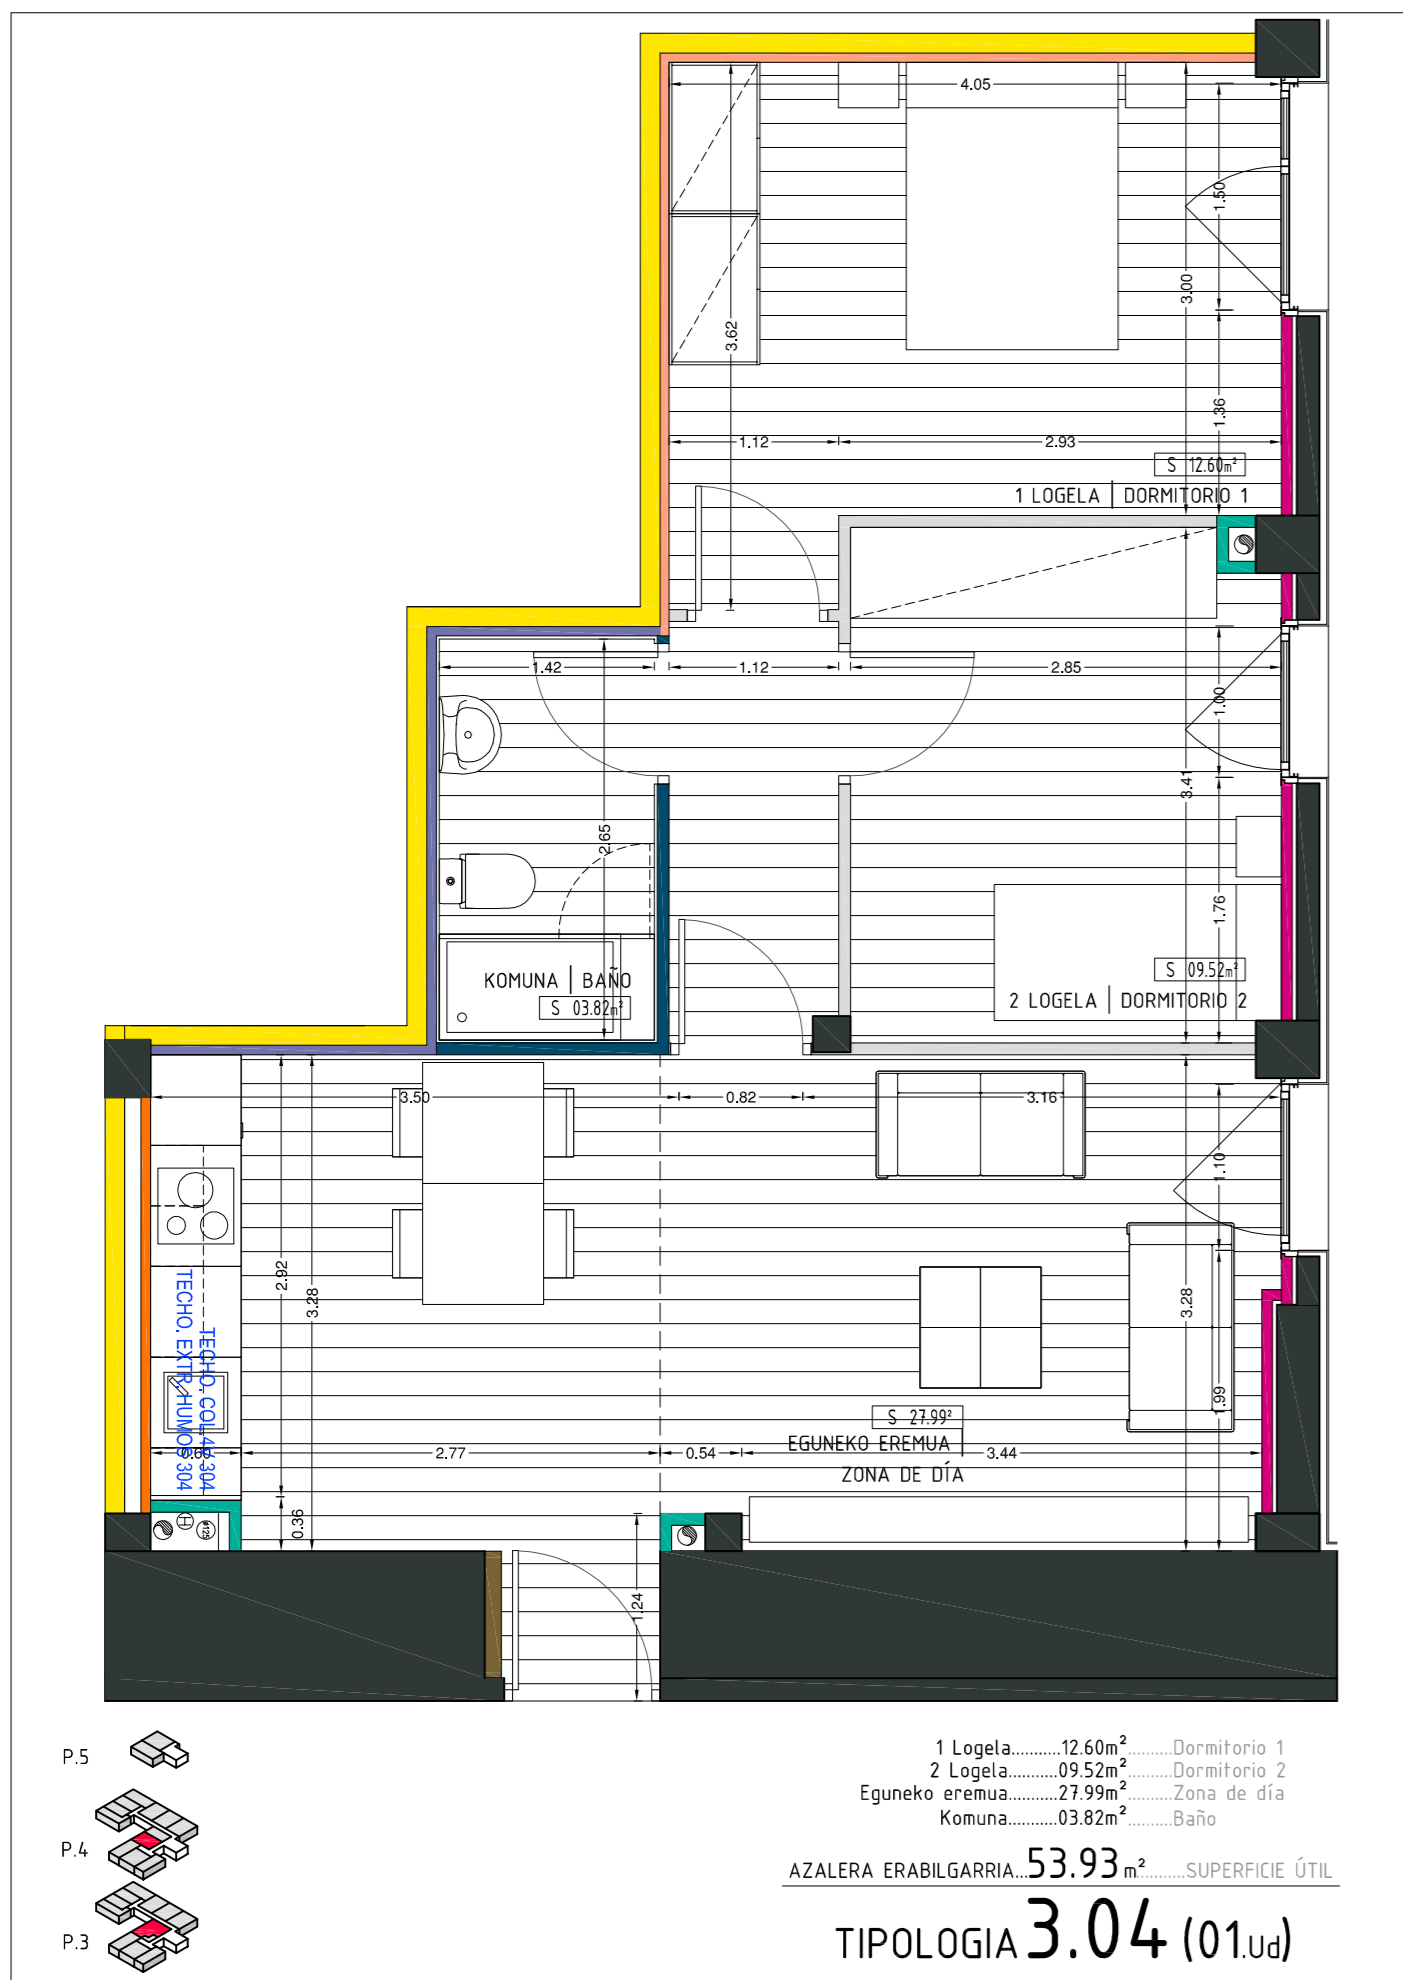 4.05
1.50
3.00
3.62
1.36
1.12
2.93
S 12.60m²
1 LOGELA | DORMITORIO 1
1.42
1.12
2.85
1.00
3.41
2.65
1.76
KOMUNA | BAÑO
S 03.82m²
S 09.52m²
2 LOGELA | DORMITORIO 2
3.50
0.82
3.16
1.10
2.92
3.28
3.28
TECHO. EXTR. HUMOS 304
1.99
S 27.99²
EGUNEKO EREMUA |
ZONA DE DÍA
2.77
0.54
3.44
0.36
H
ø125
1.24
P.5
P.4
P.3
1 Logela...........12.60m²..........Dormitorio 1
2 Logela...........09.52m²..........Dormitorio 2
Eguneko eremua...........27.99m²..........Zona de día
Komuna...........03.82m²..........Baño
AZALERA ERABILGARRIA...53.93 m²..........SUPERFICIE ÚTIL
TIPOLOGIA 3.04 (01.Ud)